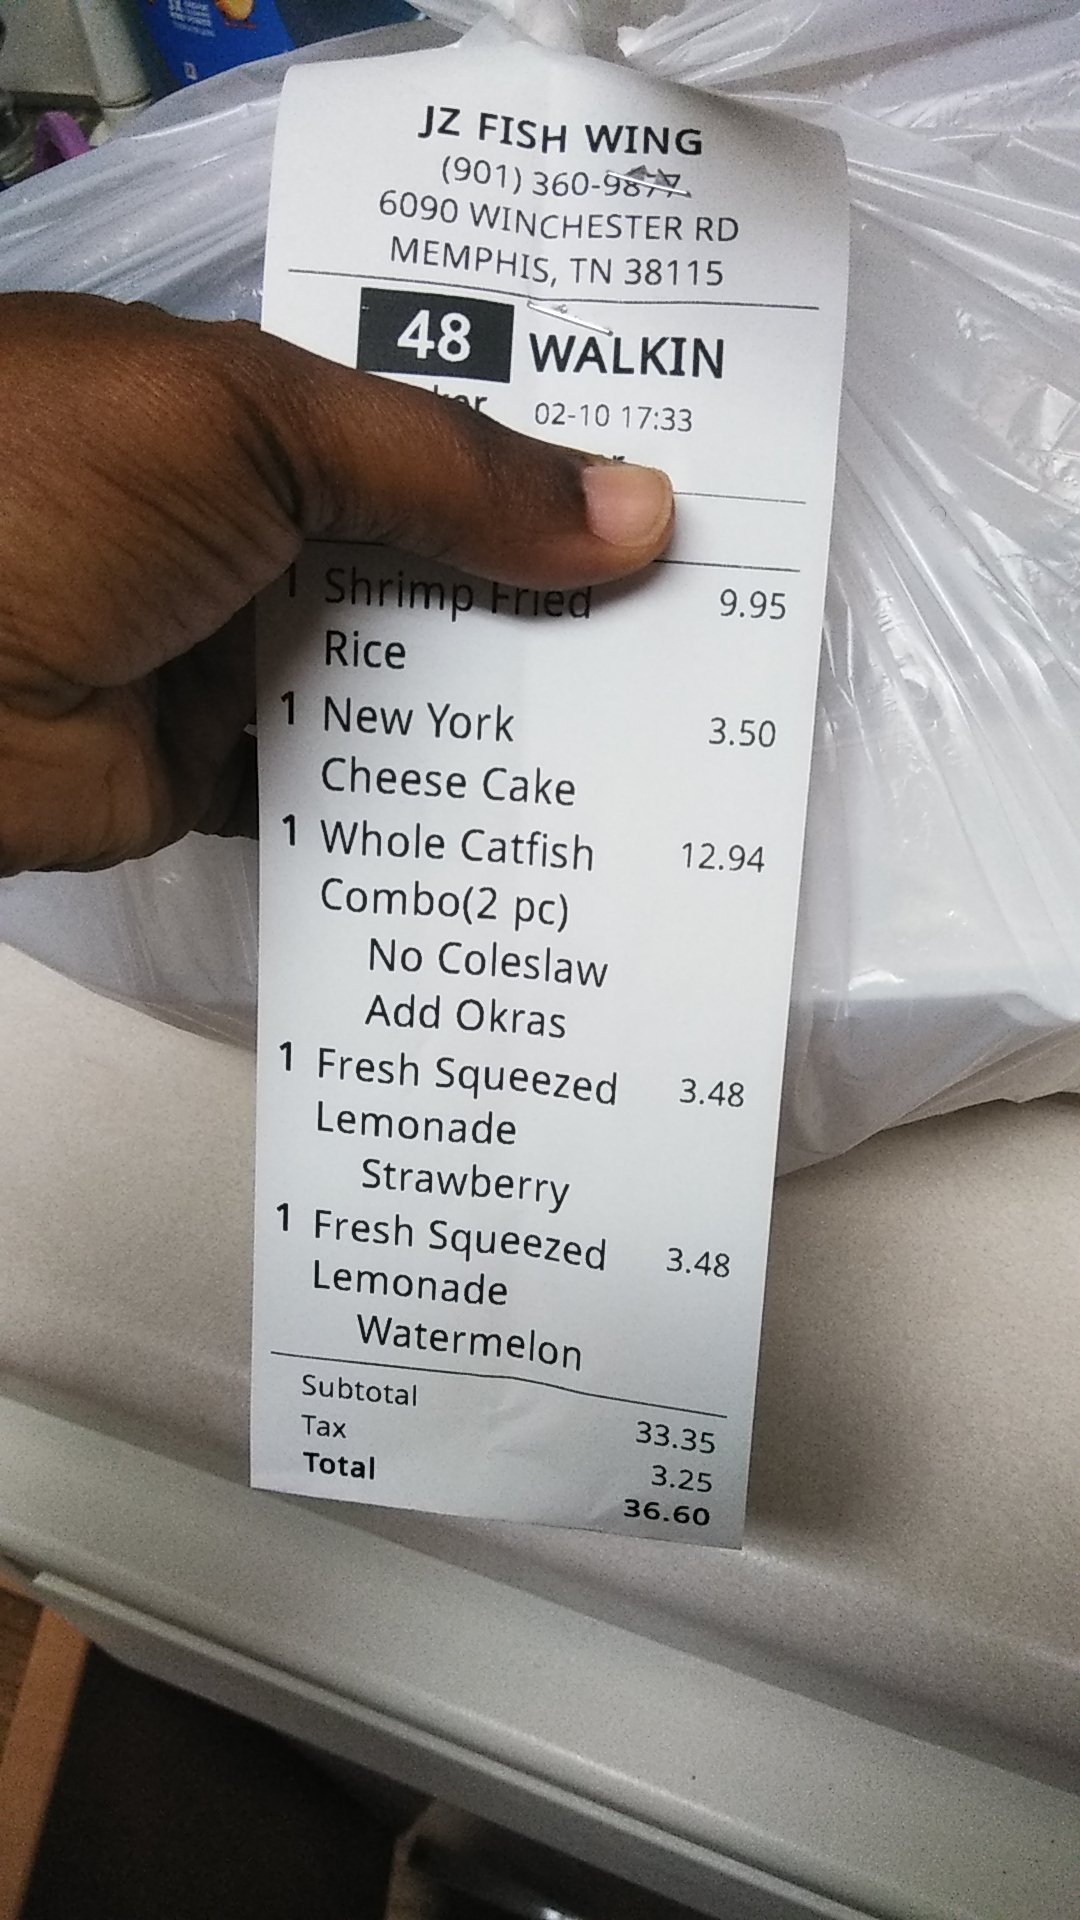 JZ FISH WING
(901) 360-9877
6090 WINCHESTER RD
MEMPHIS, TN 38115
48 WALKIN
02-10 17:33
1 Shrimp Fried 9.95
Rice
1 New York 3.50
Cheese Cake
1 Whole Catfish 12.94
Combo(2 pc)
No Coleslaw
Add Okras
1 Fresh Squeezed 3.48
Lemonade
Strawberry
1 Fresh Squeezed 3.48
Lemonade
Watermelon
Subtotal 33.35
Tax 3.25
Total 36.60